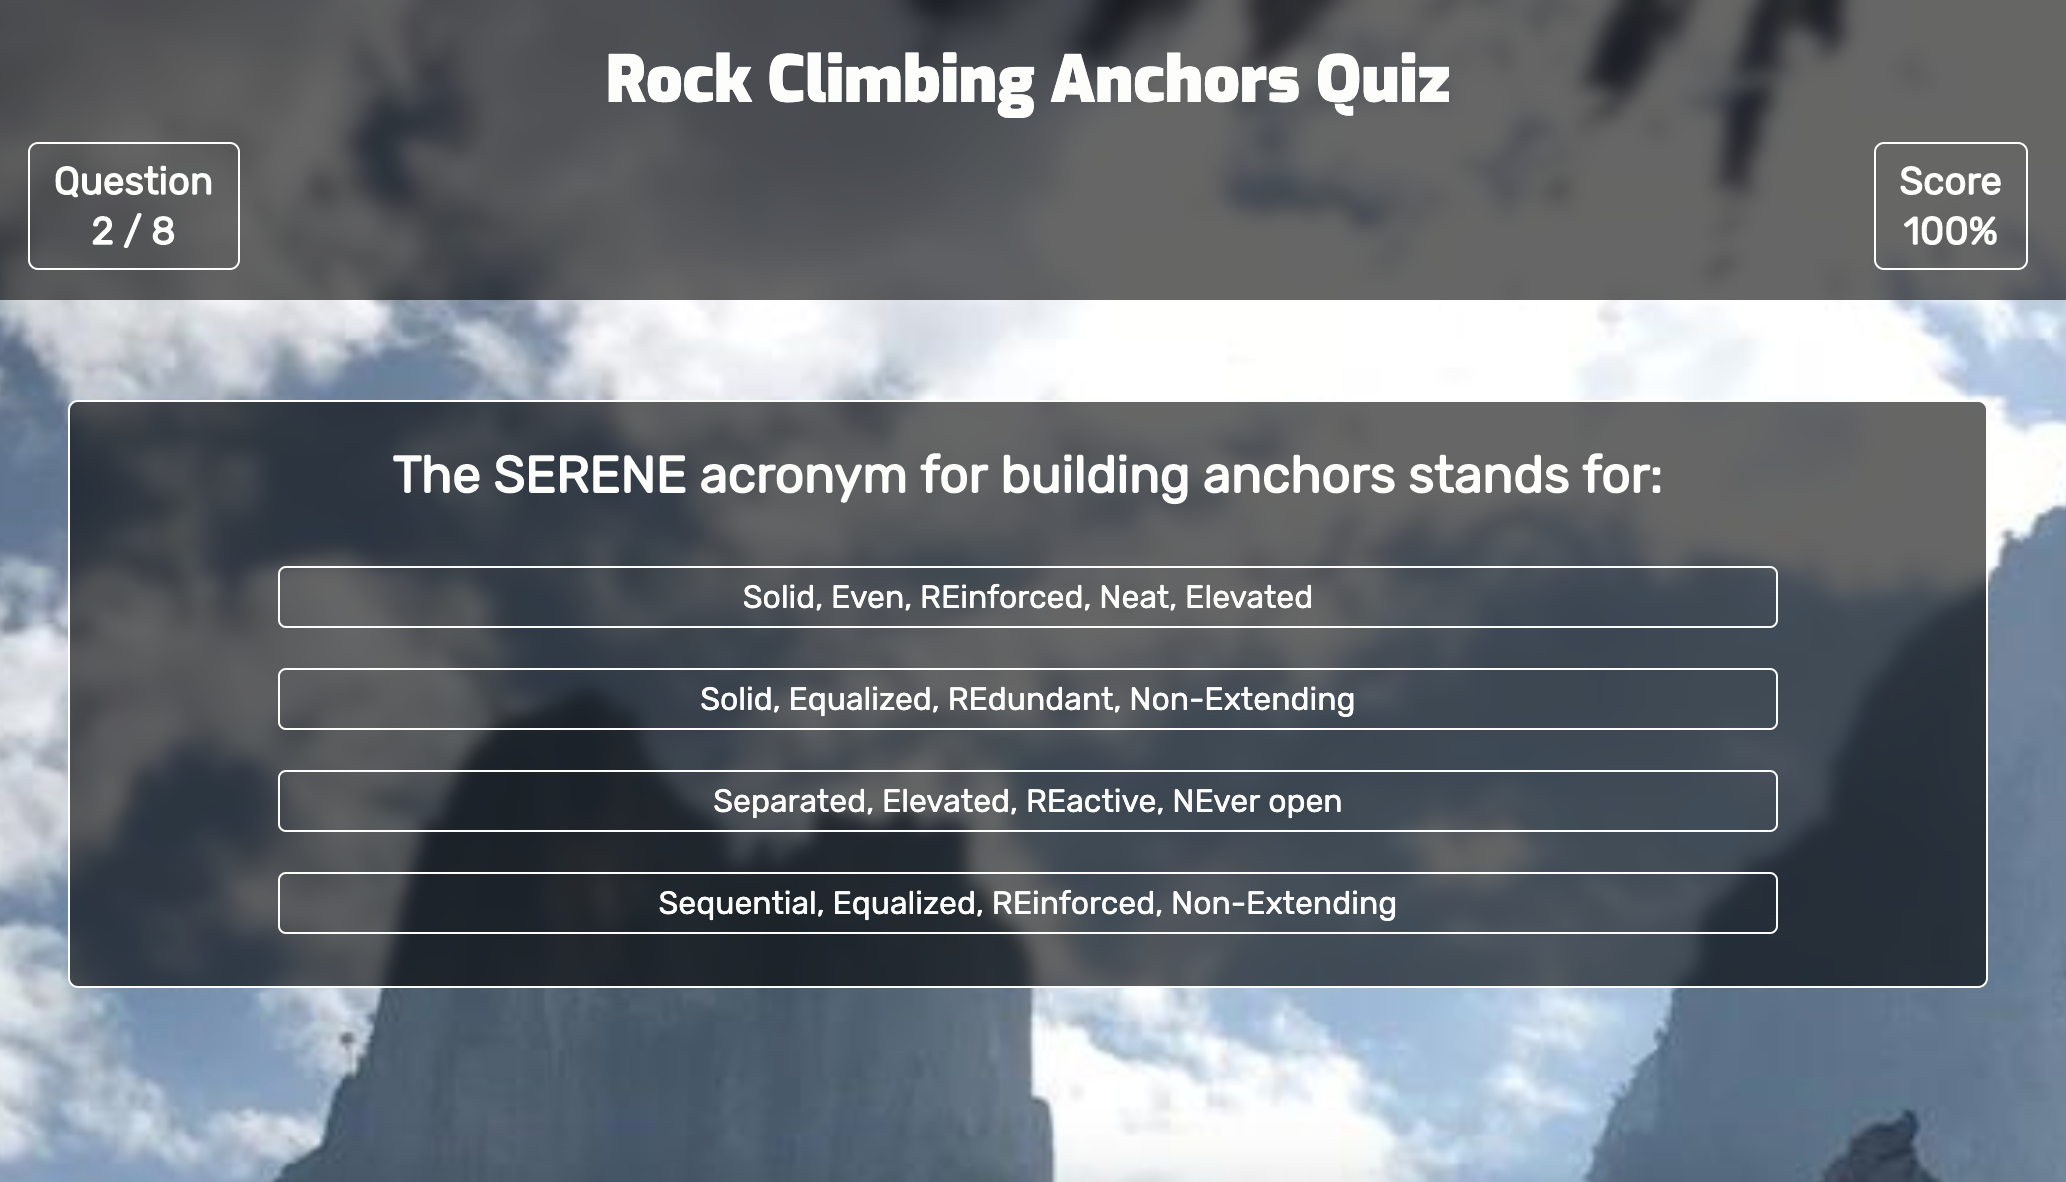 Rock Climbing Anchors Quiz
Question
2 / 8
Score
100%
The SERENE acronym for building anchors stands for:
Solid, Even, REinforced, Neat, Elevated
Solid, Equalized, REdundant, Non-Extending
Separated, Elevated, REactive, NEver open
Sequential, Equalized, REinforced, Non-Extending